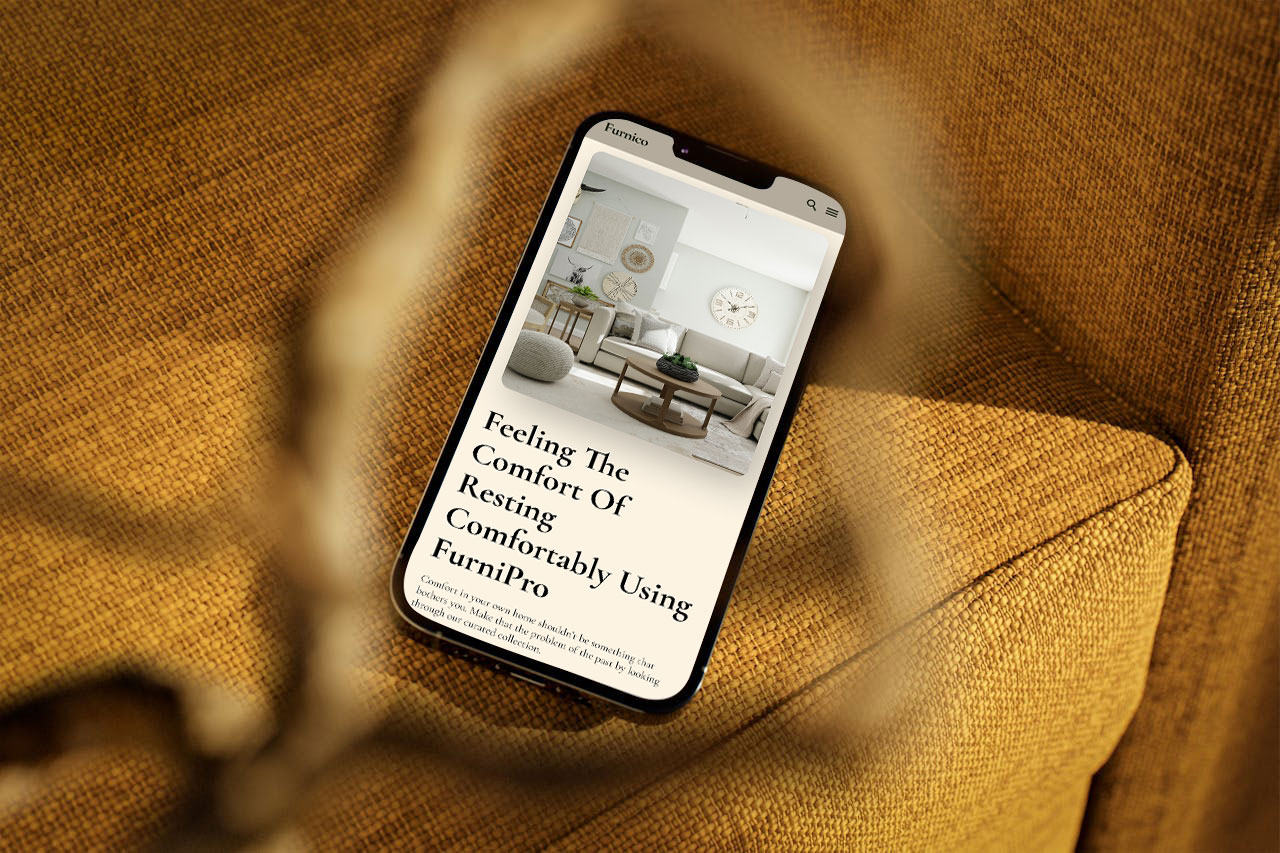 Furnico
Feeling The
Comfort Of
Resting
Comfortably Using
FurniPro
Comfort in your own home shouldn't be something that
bothers you. Make that the problem of the past by looking
through our curated collection.